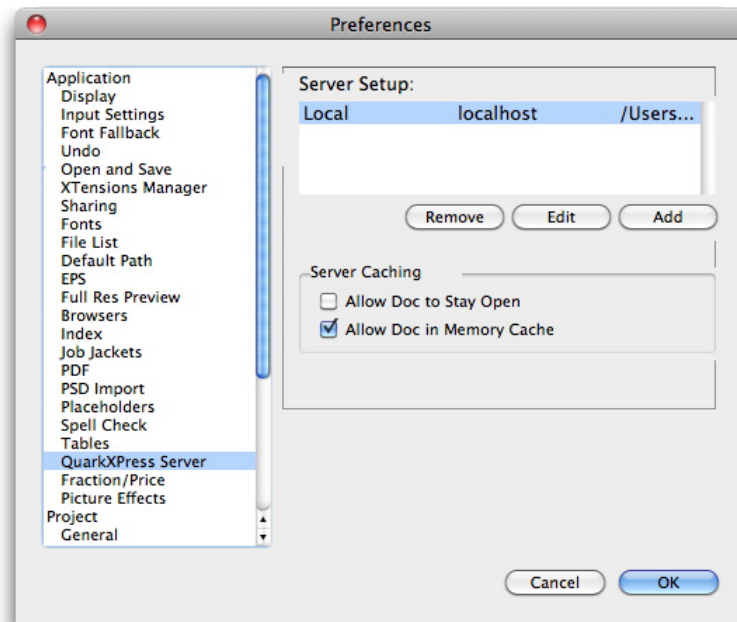 Preferences
Application
Display
Input Settings
Font Fallback
Undo
Open and Save
XTensions Manager
Sharing
Fonts
File List
Default Path
EPS
Full Res Preview
Browsers
Index
Job Jackets
PDF
PSD Import
Placeholders
Spell Check
Tables
QuarkXPress Server
Fraction/Price
Picture Effects
Project
General
Server Setup:
Local localhost /Users...
Remove Edit Add
Server Caching
Allow Doc to Stay Open
Allow Doc in Memory Cache
Cancel OK